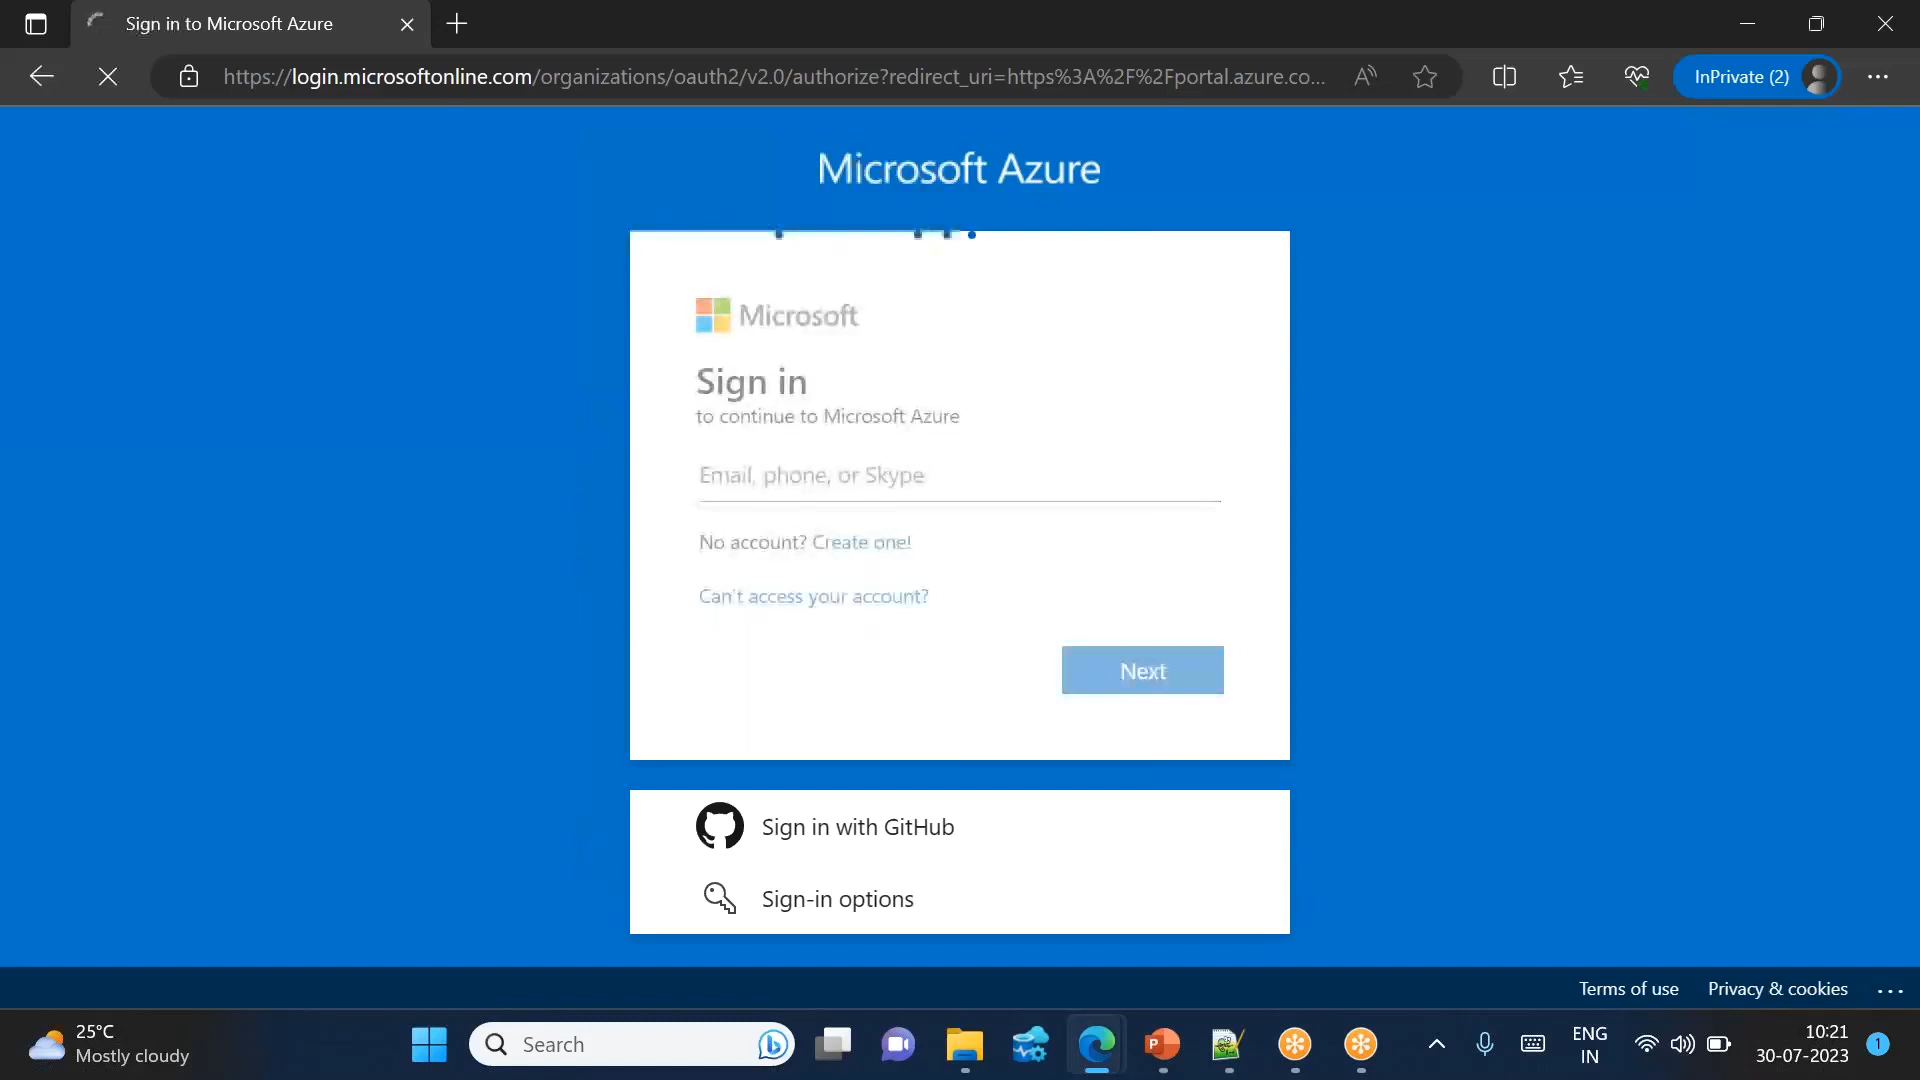 Sign in to Microsoft Azure
https://login.microsoftonline.com/organizations/oauth2/v2.0/authorize?redirect_uri=https%3A%2F%2Fportal.azure.co...
InPrivate (2)
Microsoft Azure
Microsoft
Sign in
to continue to Microsoft Azure
Email, phone, or Skype
No account? Create one!
Can't access your account?
Next
Sign in with GitHub
Sign-in options
Terms of use Privacy & cookies ...
25°C
Mostly cloudy
Search
ENG
IN
10:21
30-07-2023
1